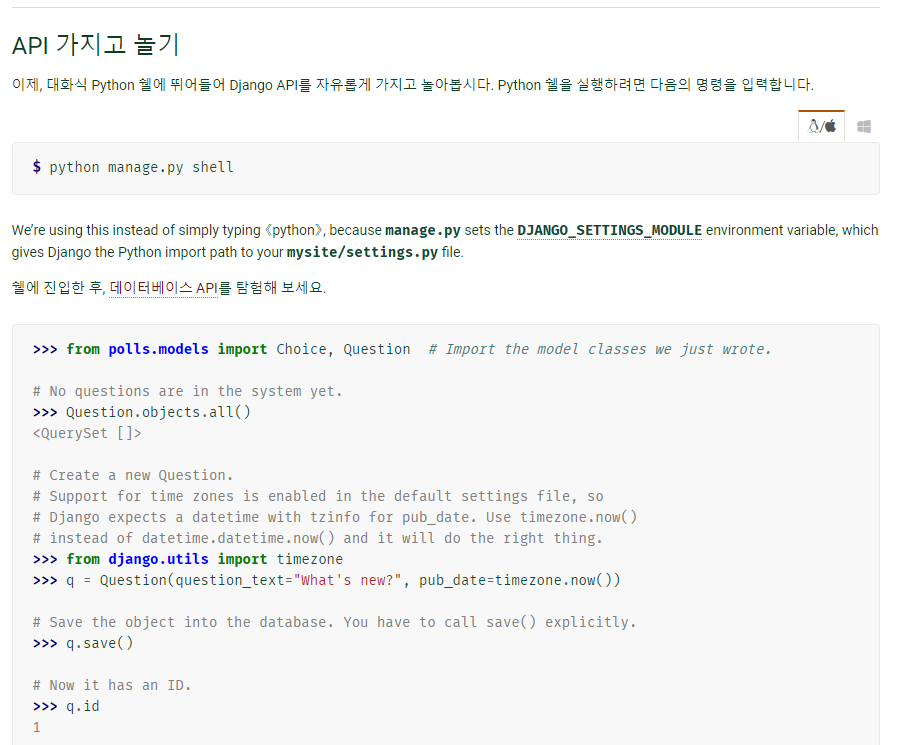 API 가지고 놀기
이제, 대화식 Python 쉘에 뛰어들어 Django API를 자유롭게 가지고 놀아봅시다. Python 쉘을 실행하려면 다음의 명령을 입력합니다.
/
$ python manage.py shell
We’re using this instead of simply typing 《python》, because manage.py sets the DJANGO_SETTINGS_MODULE environment variable, which
gives Django the Python import path to your mysite/settings.py file.
쉘에 진입한 후, 데이터베이스 API를 탐험해 보세요.
>>> from polls.models import Choice, Question  # Import the model classes we just wrote.
# No questions are in the system yet.
>>> Question.objects.all()
<QuerySet []>
# Create a new Question.
# Support for time zones is enabled in the default settings file, so
# Django expects a datetime with tzinfo for pub_date. Use timezone.now()
# instead of datetime.datetime.now() and it will do the right thing.
>>> from django.utils import timezone
>>> q = Question(question_text="What's new?", pub_date=timezone.now())
# Save the object into the database. You have to call save() explicitly.
>>> q.save()
# Now it has an ID.
>>> q.id
1